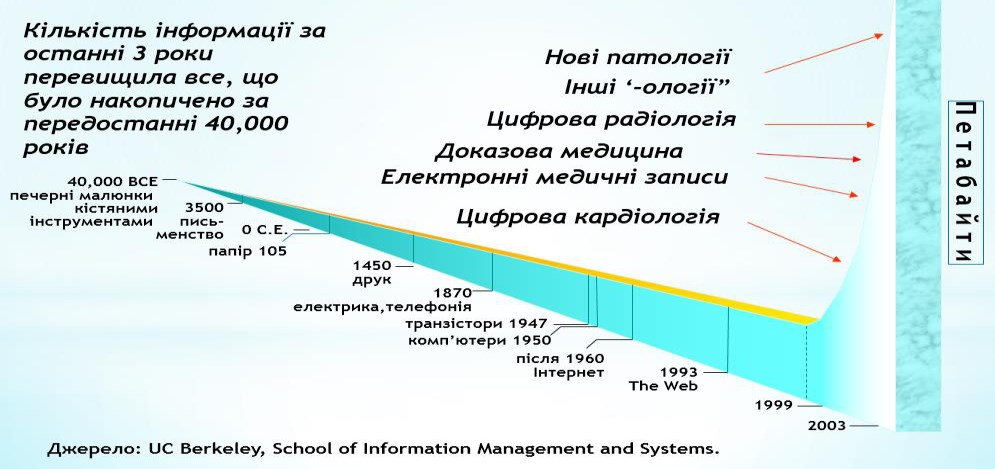 Кількість інформації за
останні 3 роки
перевищила все, що
було накопичено за
передостанні 40,000
років
Нові патології
Інші ‘-ології”
Цифрова радіологія
Доказова медицина
Електронні медичні записи
Цифрова кардіологія
Петабайти
40,000 ВСЕ
печерні малюнки
кістяними
інструментами
3500
пись-
менство
0 С.Е.
папір 105
1450
друк
1870
електрика,телефонія
транзістори 1947
комп’ютери 1950
після 1960
Інтернет
1993
The Web
1999
2003
Джерело: UC Berkeley, School of Information Management and Systems.